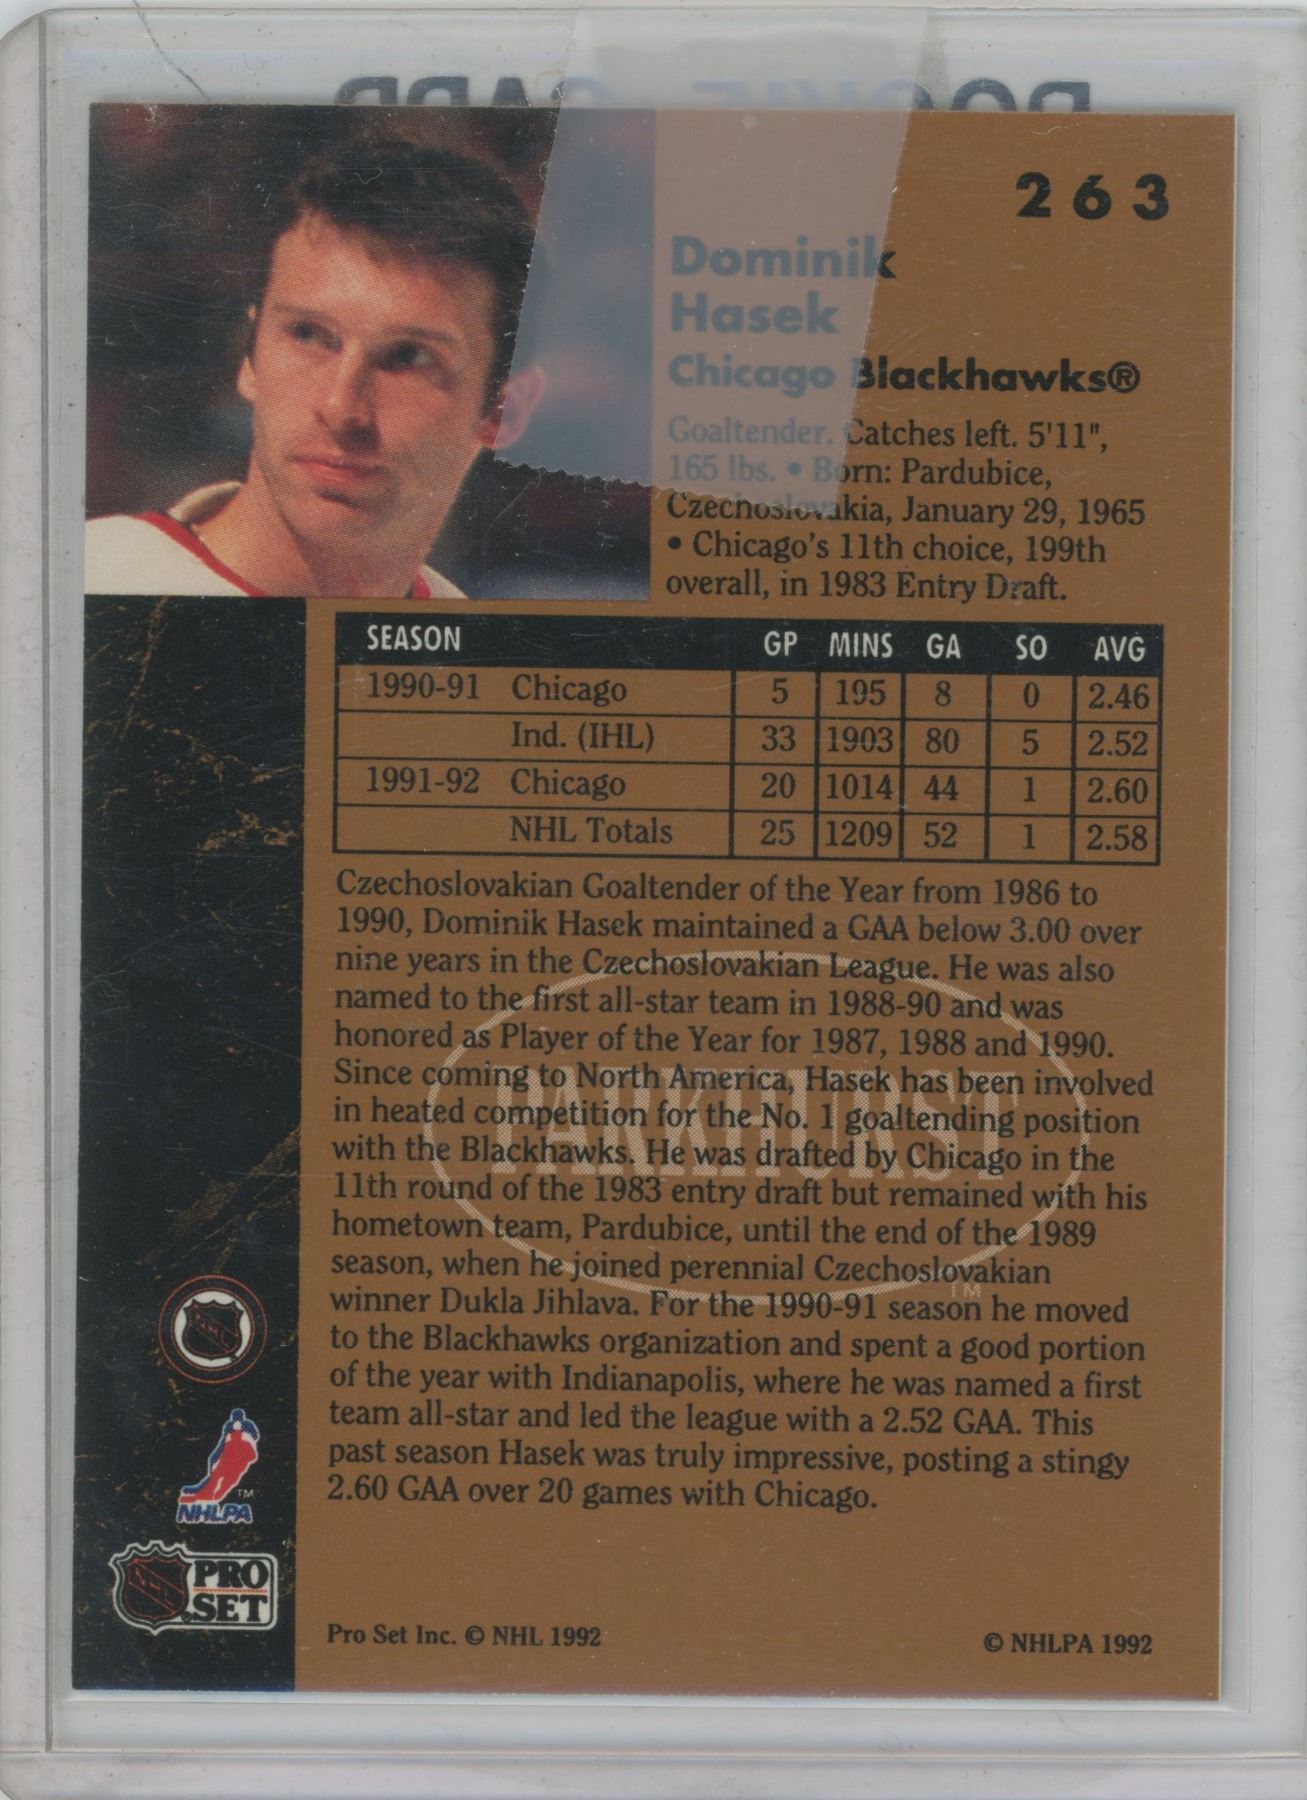 ROOKIE CARD
263
Dominik
Hasek
Chicago Blackhawks®
Goaltender. Catches left. 5'11",
165 lbs. • Born: Pardubice,
Czechoslovakia, January 29, 1965
• Chicago's 11th choice, 199th
overall, in 1983 Entry Draft.
SEASON GP MINS GA SO AVG
1990-91 Chicago 5 195 8 0 2.46
Ind. (IHL) 33 1903 80 5 2.52
1991-92 Chicago 20 1014 44 1 2.60
NHL Totals 25 1209 52 1 2.58
Czechoslovakian Goaltender of the Year from 1986 to
1990, Dominik Hasek maintained a GAA below 3.00 over
nine years in the Czechoslovakian League. He was also
named to the first all-star team in 1988-90 and was
honored as Player of the Year for 1987, 1988 and 1990.
Since coming to North America, Hasek has been involved
in heated competition for the No. 1 goaltending position
with the Blackhawks. He was drafted by Chicago in the
11th round of the 1983 entry draft but remained with his
hometown team, Pardubice, until the end of the 1989
season, when he joined perennial Czechoslovakian
winner Dukla Jihlava. For the 1990-91 season he moved
to the Blackhawks organization and spent a good portion
of the year with Indianapolis, where he was named a first
team all-star and led the league with a 2.52 GAA. This
past season Hasek was truly impressive, posting a stingy
2.60 GAA over 20 games with Chicago.
PARKHURST
TM
NHL
NHLPA TM
NHL PRO
SET
Pro Set Inc. © NHL 1992
© NHLPA 1992